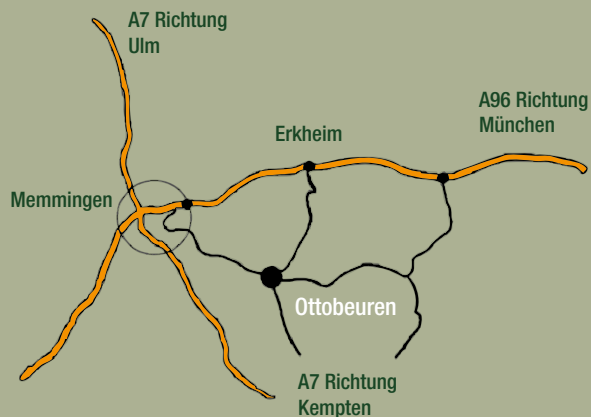 A7 Richtung
Ulm
A96 Richtung
München
Erkheim
Memmingen
Ottobeuren
A7 Richtung
Kempten